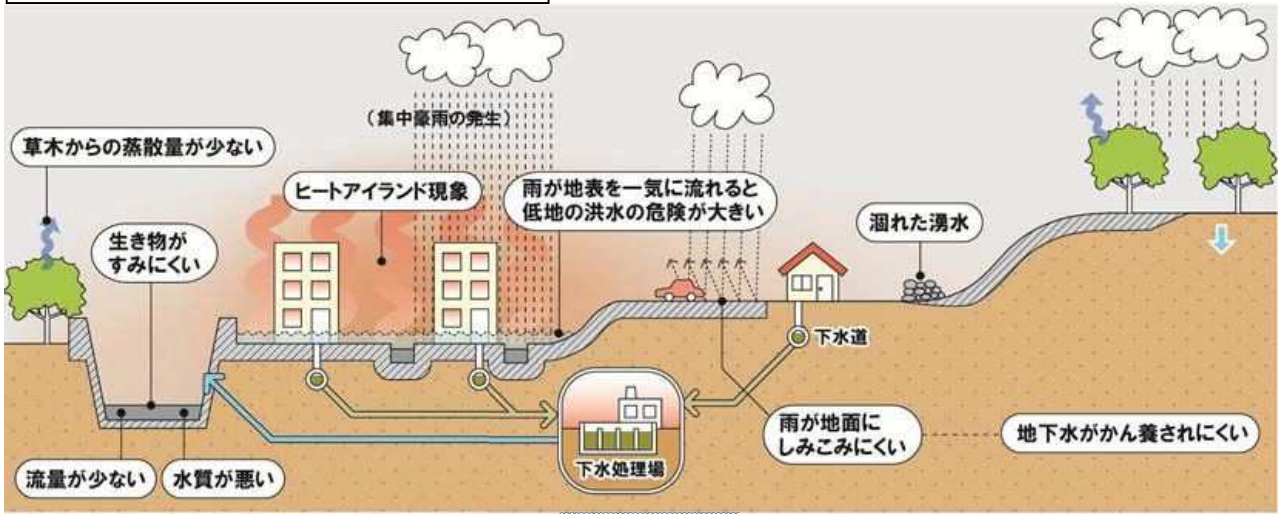 (集中豪雨の発生)
草木からの蒸散量が少ない
ヒートアイランド現象
雨が地表を一気に流れると
低地の洪水の危険が大きい
生き物が
すみにくい
涸れた湧水
下水道
雨が地面に
しみこみにくい
地下水がかん養されにくい
下水処理場
流量が少ない
水質が悪い